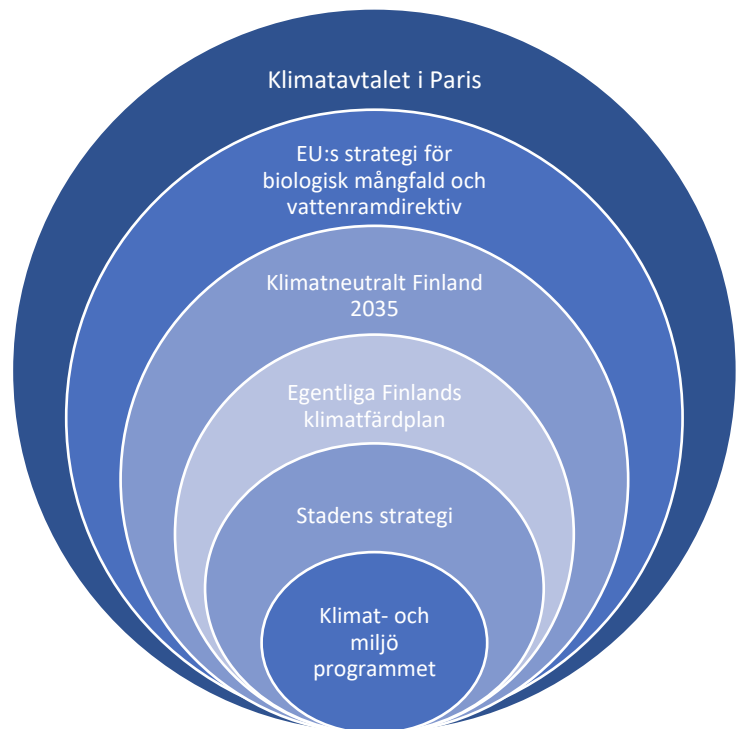 Klimatavtalet i Paris
EU:s strategi för
biologisk mångfald och
vattenramdirektiv
Klimatneutralt Finland
2035
Egentliga Finlands
klimatfärdplan
Stadens strategi
Klimat- och
miljö
programmet